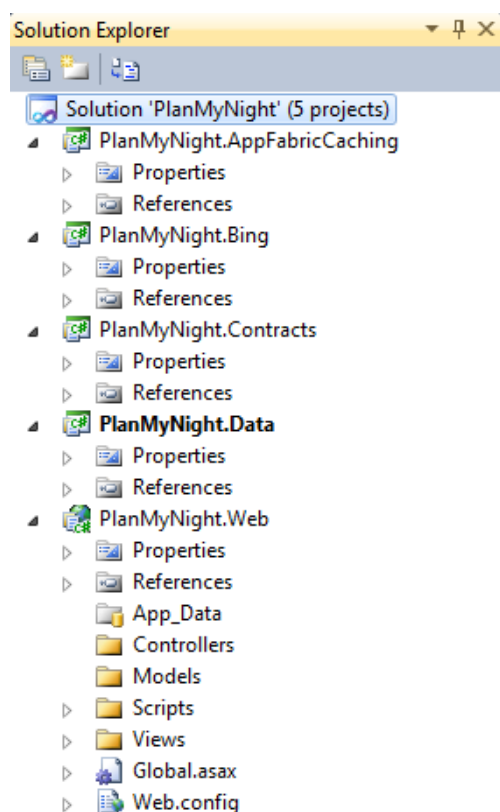 Solution Explorer
Solution 'PlanMyNight' (5 projects)
PlanMyNight.AppFabricCaching
Properties
References
PlanMyNight.Bing
Properties
References
PlanMyNight.Contracts
Properties
References
PlanMyNight.Data
Properties
References
PlanMyNight.Web
Properties
References
App_Data
Controllers
Models
Scripts
Views
Global.asax
Web.config